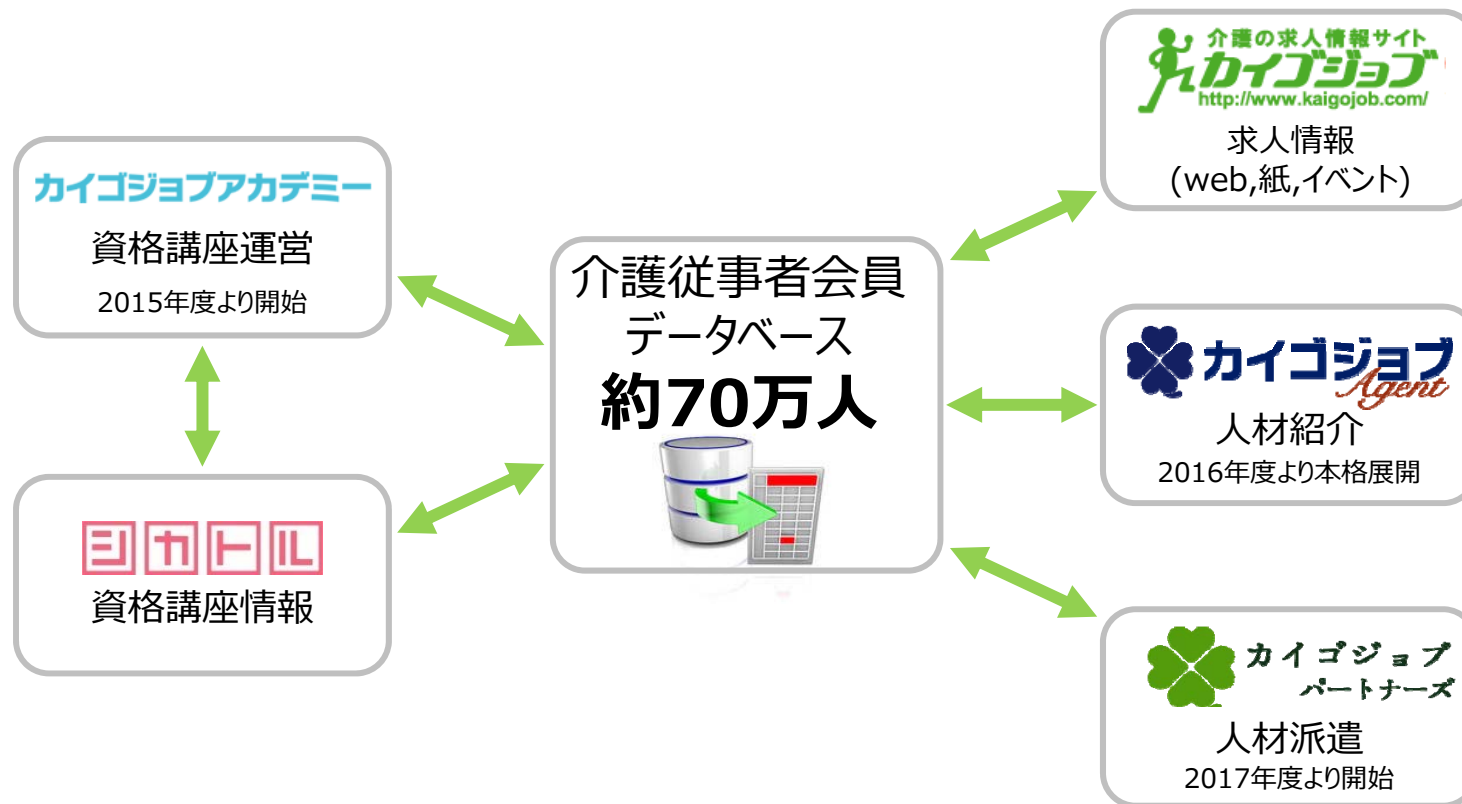 カイゴジョブアカデミー
資格講座運営
2015年度より開始
シカトル
資格講座情報
介護従事者会員
データベース
約70万人
介護の求人情報サイト
カイゴジョブ
http://www.kaigojob.com/
求人情報
(web,紙,イベント)
カイゴジョブ
Agent
人材紹介
2016年度より本格展開
カイゴジョブ
パートナーズ
人材派遣
2017年度より開始